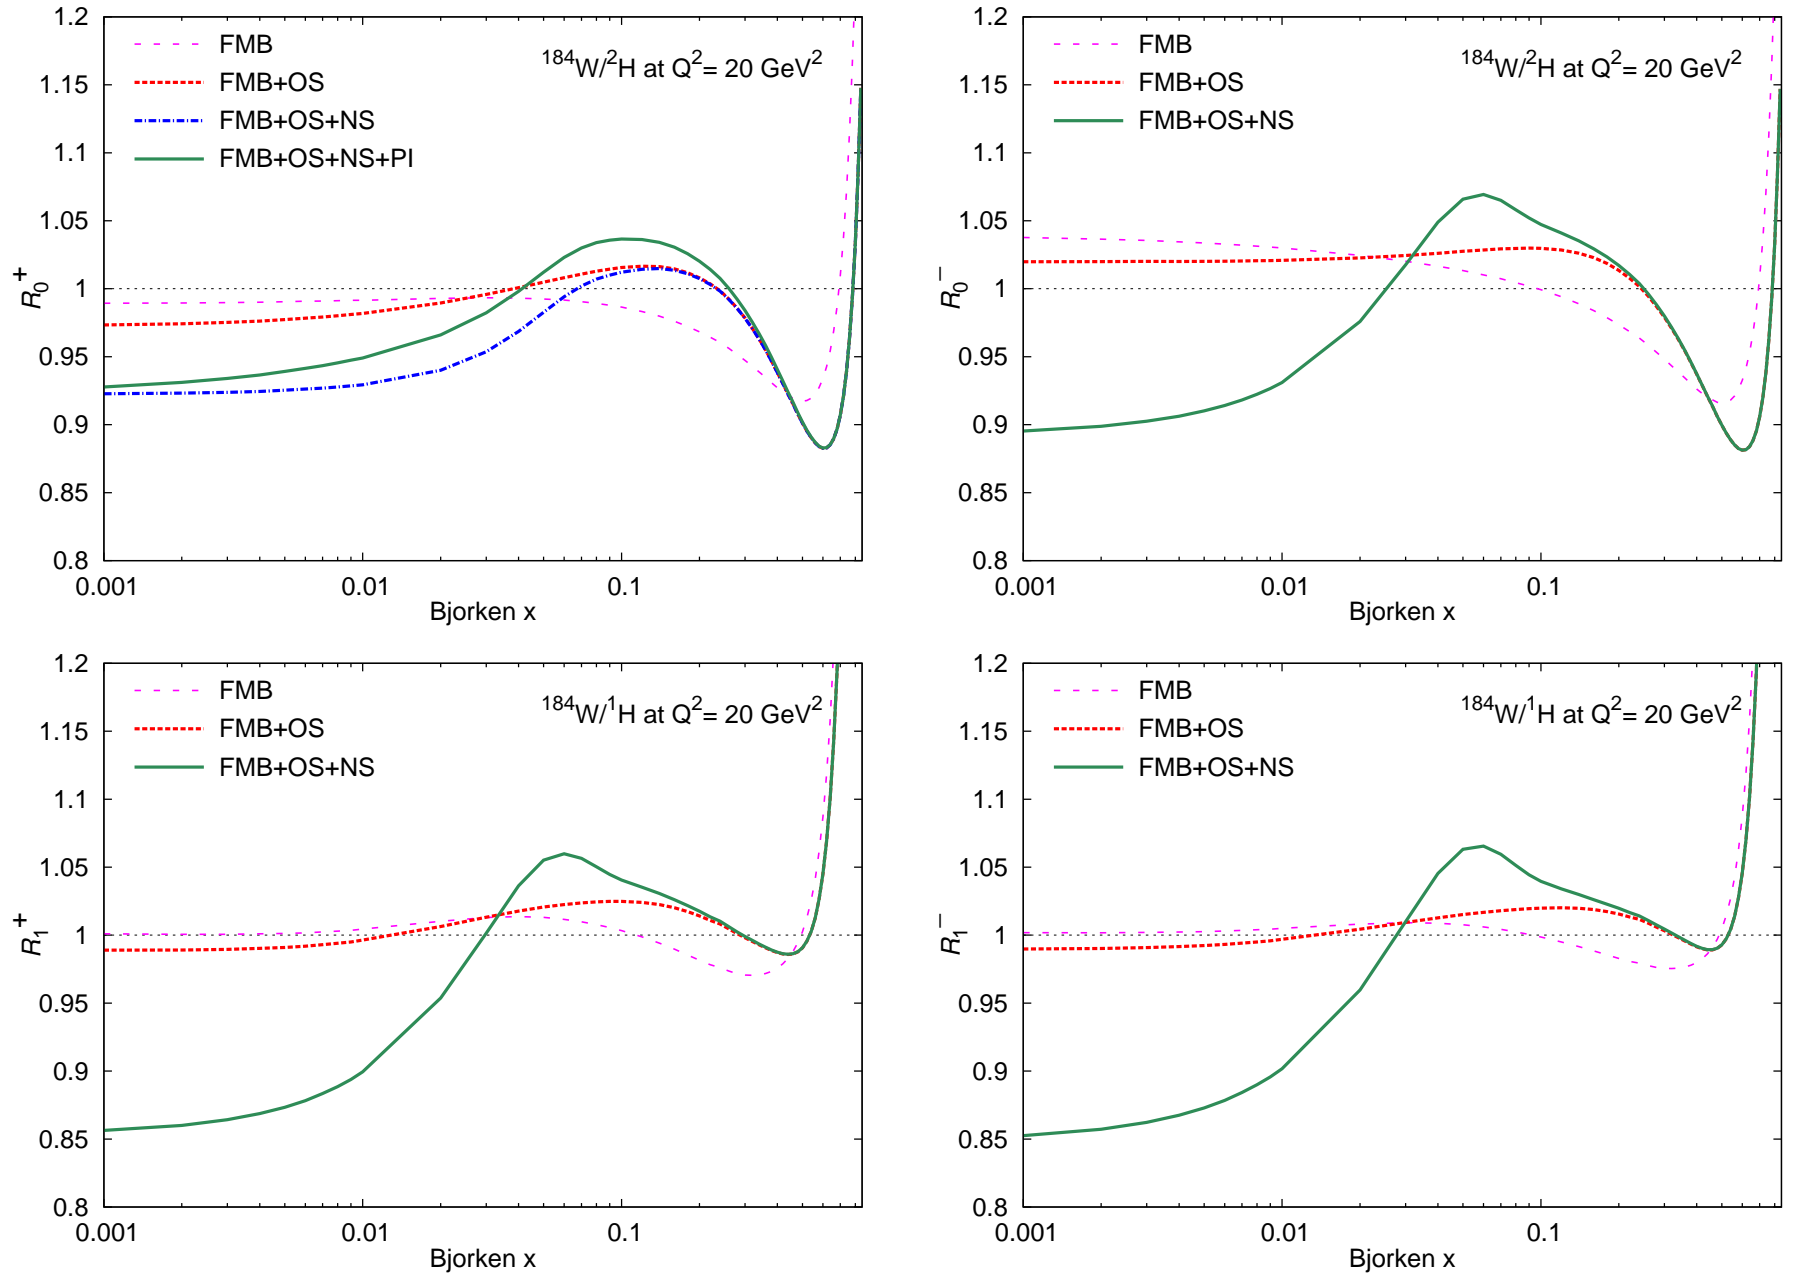 1.2
1.15
1.1
1.05
1
0.95
0.9
0.85
0.8
0.001
0.01
0.1
R₀⁺
Bjorken x
FMB
FMB+OS
FMB+OS+NS
FMB+OS+NS+PI
¹⁸⁴W/²H at Q²= 20 GeV²
1.2
1.15
1.1
1.05
1
0.95
0.9
0.85
0.8
0.001
0.01
0.1
R₀⁻
Bjorken x
FMB
FMB+OS
FMB+OS+NS
¹⁸⁴W/²H at Q²= 20 GeV²
1.2
1.15
1.1
1.05
1
0.95
0.9
0.85
0.8
0.001
0.01
0.1
R₁⁺
Bjorken x
FMB
FMB+OS
FMB+OS+NS
¹⁸⁴W/¹H at Q²= 20 GeV²
1.2
1.15
1.1
1.05
1
0.95
0.9
0.85
0.8
0.001
0.01
0.1
R₁⁻
Bjorken x
FMB
FMB+OS
FMB+OS+NS
¹⁸⁴W/¹H at Q²= 20 GeV²